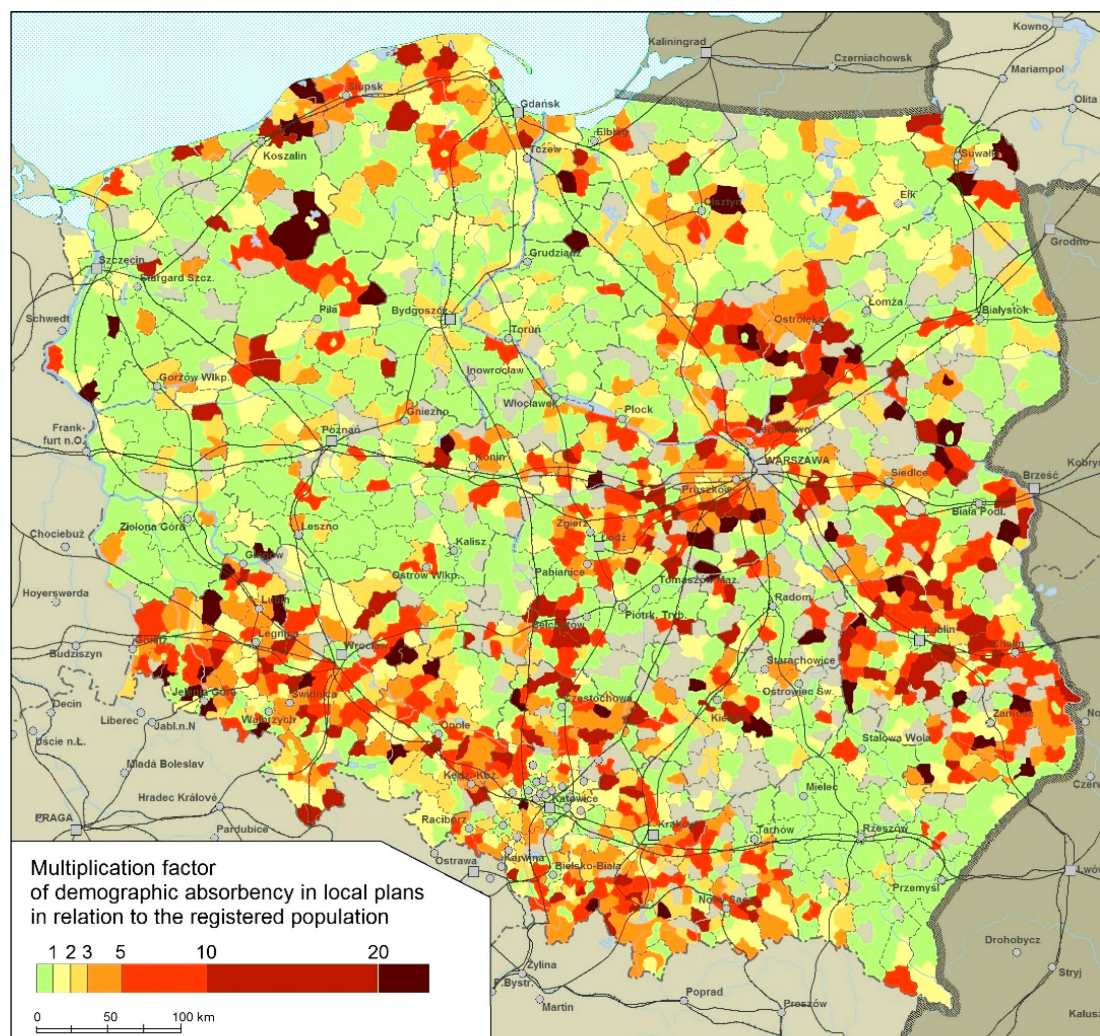 Kowno
Kaliningrad
Czerniachowsk
Mariampol
Olita
Słupsk
Gdańsk
Elbląg
Koszalin
Tczew
Suwałki
Ełk
Olsztyn
Grodno
Szczecin
Stargard Szcz.
Grudziądz
Łomża
Schwedt
Piła
Bydgoszcz
Ostrołęka
Białystok
Toruń
Gorzów Wlkp.
Inowrocław
Włocławek
Płock
Gniezno
Frank-
furt n.O.
Poznań
Legionowo
Konin
WARSZAWA
Siedlce
Kobryń
Brześć
Pruszków
Biała Podl.
Zielona Góra
Leszno
Zgierz
Łódź
Chociebuż
Kalisz
Głogów
Ostrów Wlkp.
Pabianice
Tomaszów Maz.
Hoyerswerda
Lubin
Piotrk. Tryb.
Radom
Bełchatów
Lublin
Legnica
Görlitz
Wrocław
Chełm
Budziszyn
Starachowice
Jelenia Góra
Świdnica
Ostrowiec Św.
Częstochowa
Decin
Liberec
Jabl.n.N
Wałbrzych
Kielce
Zamość
Uście n.Ł.
Opole
Stalowa Wola
Mladá Boleslav
Kędz.-Koź.
Mielec
Hradec Králové
Katowice
PRAGA
Pardubice
Racibórz
Kraków
Tarnów
Rzeszów
Ostrawa
Karwina
Bielsko-Biała
Lwów
Przemyśl
Nowy Sącz
Drohobycz
Żylina
Stryj
P.Bystr.
Martin
Poprad
Preszów
Kałusz
Multiplication factor
of demographic absorbency in local plans
in relation to the registered population
1 2 3 5 10 20
0 50 100 km